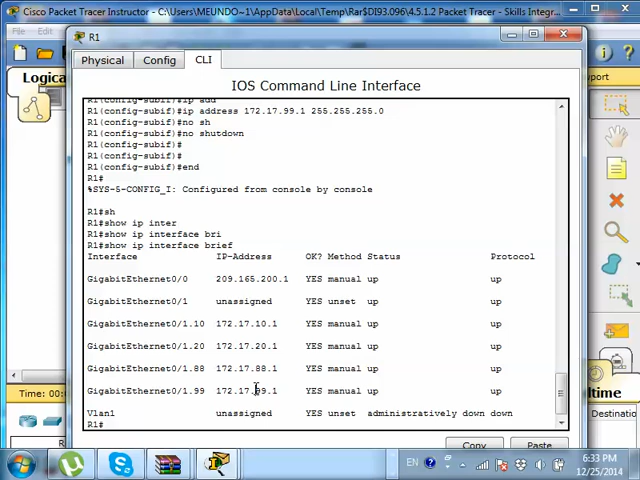 Cisco Packet Tracer Instructor - C:\Users\MEUNDO~1\AppData\Local\Temp\Rar$DI93.096\4.5.1.2 Packet Tracer - Skills Integr...
File
R1
Logical
Physical Config CLI
IOS Command Line Interface
R1(config-subif)#ip add
R1(config-subif)#ip address 172.17.99.1 255.255.255.0
R1(config-subif)#no sh
R1(config-subif)#no shutdown
R1(config-subif)#
R1(config-subif)#
R1(config-subif)#end
R1#
%SYS-5-CONFIG_I: Configured from console by console
R1#sh
R1#show ip inter
R1#show ip interface bri
R1#show ip interface brief
Interface IP-Address OK? Method Status Protocol
GigabitEthernet0/0 209.165.200.1 YES manual up up
GigabitEthernet0/1 unassigned YES unset up up
GigabitEthernet0/1.10 172.17.10.1 YES manual up up
GigabitEthernet0/1.20 172.17.20.1 YES manual up up
GigabitEthernet0/1.88 172.17.88.1 YES manual up up
GigabitEthernet0/1.99 172.17.99.1 YES manual up up
Vlan1 unassigned YES unset administratively down down
R1#
Copy Paste
Time: 00:
Destinatio
EN
6:33 PM
12/25/2014